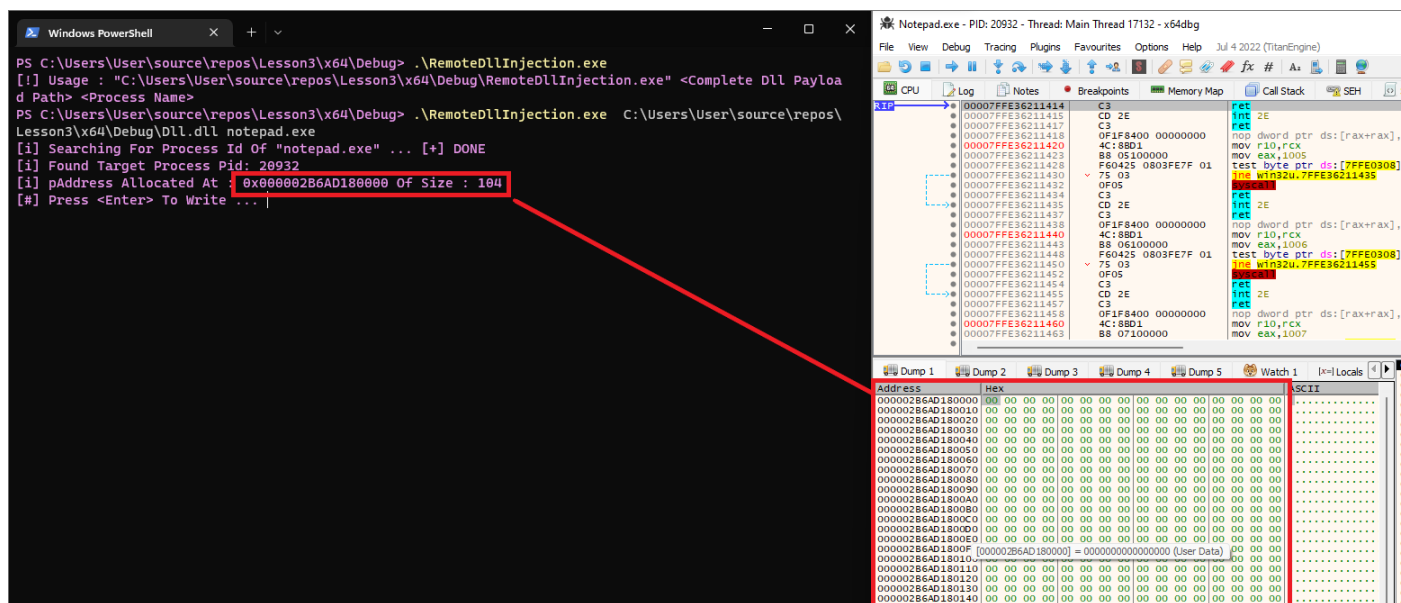 Windows PowerShell
PS C:\Users\User\source\repos\Lesson3\x64\Debug> .\RemoteDllInjection.exe
[!] Usage : "C:\Users\User\source\repos\Lesson3\x64\Debug\RemoteDllInjection.exe" <Complete Dll Payloa
d Path> <Process Name>
PS C:\Users\User\source\repos\Lesson3\x64\Debug> .\RemoteDllInjection.exe  C:\Users\User\source\repos\
Lesson3\x64\Debug\Dll.dll notepad.exe
[i] Searching For Process Id Of "notepad.exe" ... [+] DONE
[i] Found Target Process Pid: 20932
[i] pAddress Allocated At : 0x000002B6AD180000 Of Size : 104
[#] Press <Enter> To Write ...
Notepad.exe - PID: 20932 - Thread: Main Thread 17132 - x64dbg
File View Debug Tracing Plugins Favourites Options Help Jul 4 2022 (TitanEngine)
CPU Log Notes Breakpoints Memory Map Call Stack SEH
RIP 00007FFE36211414 C3 ret
00007FFE36211415 CD 2E int 2E
00007FFE36211417 C3 ret
00007FFE36211418 0F1F8400 00000000 nop dword ptr ds:[rax+rax],
00007FFE36211420 4C:8BD1 mov r10,rcx
00007FFE36211423 B8 05100000 mov eax,1005
00007FFE36211428 F60425 0803FE7F 01 test byte ptr ds:[7FFE0308]
00007FFE36211430 75 03 jne win32u.7FFE36211435
00007FFE36211432 0F05 syscall
00007FFE36211434 C3 ret
00007FFE36211435 CD 2E int 2E
00007FFE36211437 C3 ret
00007FFE36211438 0F1F8400 00000000 nop dword ptr ds:[rax+rax],
00007FFE36211440 4C:8BD1 mov r10,rcx
00007FFE36211443 B8 06100000 mov eax,1006
00007FFE36211448 F60425 0803FE7F 01 test byte ptr ds:[7FFE0308]
00007FFE36211450 75 03 jne win32u.7FFE36211455
00007FFE36211452 0F05 syscall
00007FFE36211454 C3 ret
00007FFE36211455 CD 2E int 2E
00007FFE36211457 C3 ret
00007FFE36211458 0F1F8400 00000000 nop dword ptr ds:[rax+rax],
00007FFE36211460 4C:8BD1 mov r10,rcx
00007FFE36211463 B8 07100000 mov eax,1007
Dump 1 Dump 2 Dump 3 Dump 4 Dump 5 Watch 1 [x=] Locals
Address Hex ASCII
000002B6AD180000 00 00 00 00 00 00 00 00 00 00 00 00 00 00 00 00 ................
000002B6AD180010 00 00 00 00 00 00 00 00 00 00 00 00 00 00 00 00 ................
000002B6AD180020 00 00 00 00 00 00 00 00 00 00 00 00 00 00 00 00 ................
000002B6AD180030 00 00 00 00 00 00 00 00 00 00 00 00 00 00 00 00 ................
000002B6AD180040 00 00 00 00 00 00 00 00 00 00 00 00 00 00 00 00 ................
000002B6AD180050 00 00 00 00 00 00 00 00 00 00 00 00 00 00 00 00 ................
000002B6AD180060 00 00 00 00 00 00 00 00 00 00 00 00 00 00 00 00 ................
000002B6AD180070 00 00 00 00 00 00 00 00 00 00 00 00 00 00 00 00 ................
000002B6AD180080 00 00 00 00 00 00 00 00 00 00 00 00 00 00 00 00 ................
000002B6AD180090 00 00 00 00 00 00 00 00 00 00 00 00 00 00 00 00 ................
000002B6AD1800A0 00 00 00 00 00 00 00 00 00 00 00 00 00 00 00 00 ................
000002B6AD1800B0 00 00 00 00 00 00 00 00 00 00 00 00 00 00 00 00 ................
000002B6AD1800C0 00 00 00 00 00 00 00 00 00 00 00 00 00 00 00 00 ................
000002B6AD1800D0 00 00 00 00 00 00 00 00 00 00 00 00 00 00 00 00 ................
000002B6AD1800E0 00 00 00 00 00 00 00 00 00 00 00 00 00 00 00 00 ................
000002B6AD1800F [000002B6AD180000] = 0000000000000000 (User Data) 00 00 00 ................
000002B6AD180110 00 00 00 00 00 00 00 00 00 00 00 00 00 00 00 00 ................
000002B6AD180120 00 00 00 00 00 00 00 00 00 00 00 00 00 00 00 00 ................
000002B6AD180130 00 00 00 00 00 00 00 00 00 00 00 00 00 00 00 00 ................
000002B6AD180140 00 00 00 00 00 00 00 00 00 00 00 00 00 00 00 00 ................